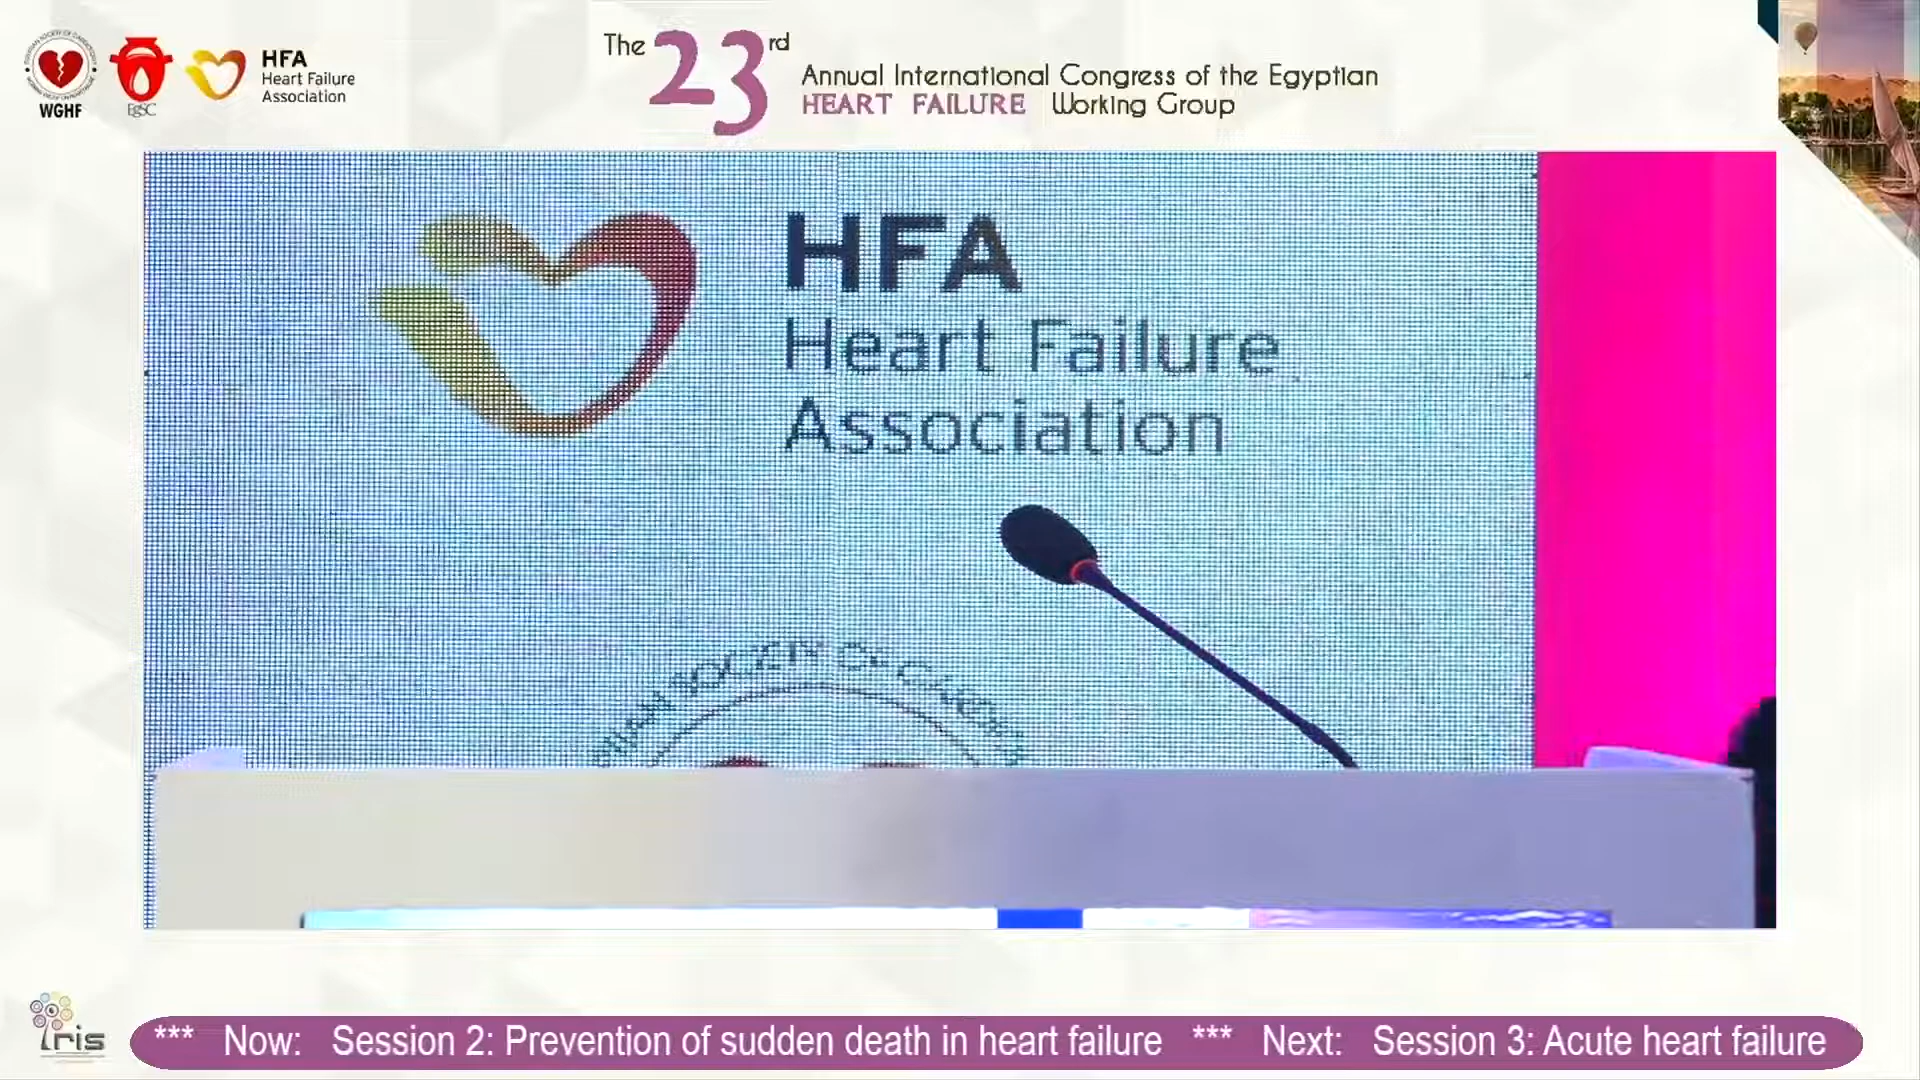 WGHF
EgSC
HFA
Heart Failure
Association
The 23rd
Annual International Congress of the Egyptian
HEART FAILURE Working Group
HFA
Heart Failure
Association
SOCIETY OF
iris
*** Now: Session 2: Prevention of sudden death in heart failure *** Next: Session 3: Acute heart failure